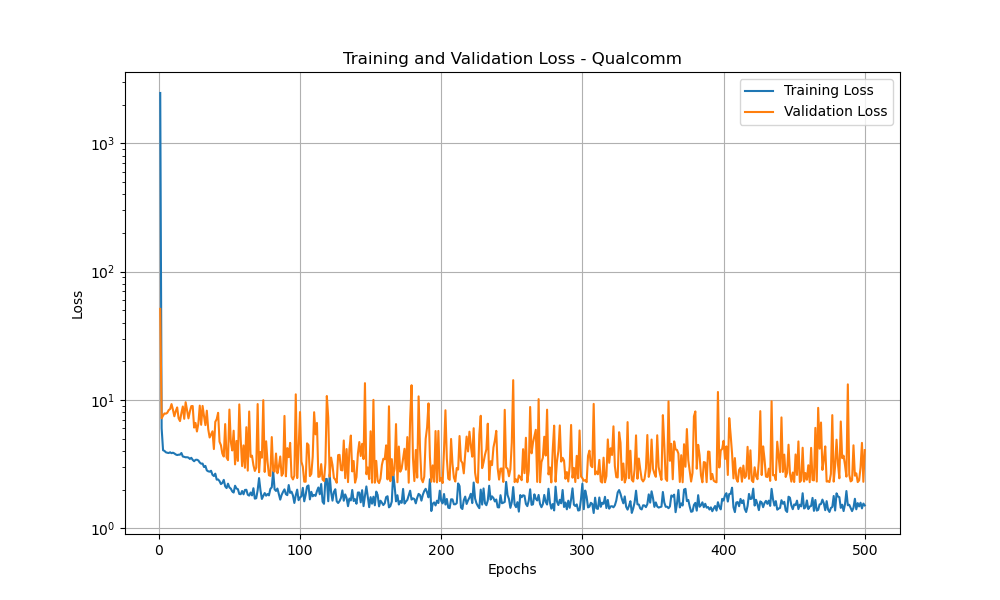 Training and Validation Loss - Qualcomm
Training Loss
Validation Loss
10³
10²
10¹
10⁰
Loss
0 100 200 300 400 500
Epochs